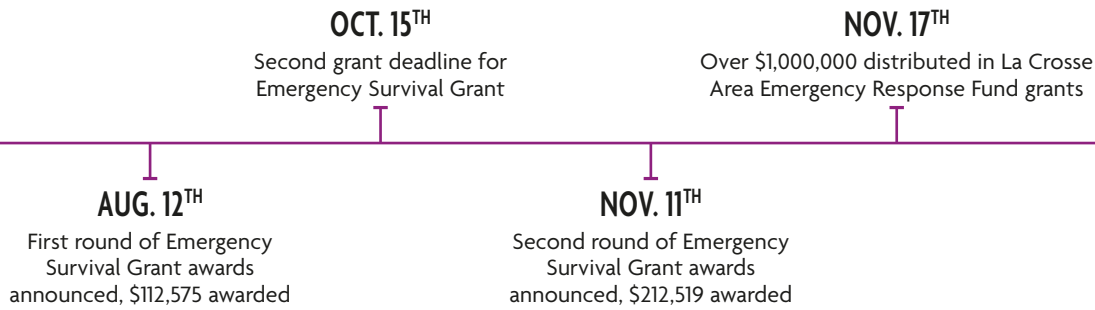 OCT. 15TH
Second grant deadline for
Emergency Survival Grant
NOV. 17TH
Over $1,000,000 distributed in La Crosse
Area Emergency Response Fund grants
AUG. 12TH
First round of Emergency
Survival Grant awards
announced, $112,575 awarded
NOV. 11TH
Second round of Emergency
Survival Grant awards
announced, $212,519 awarded